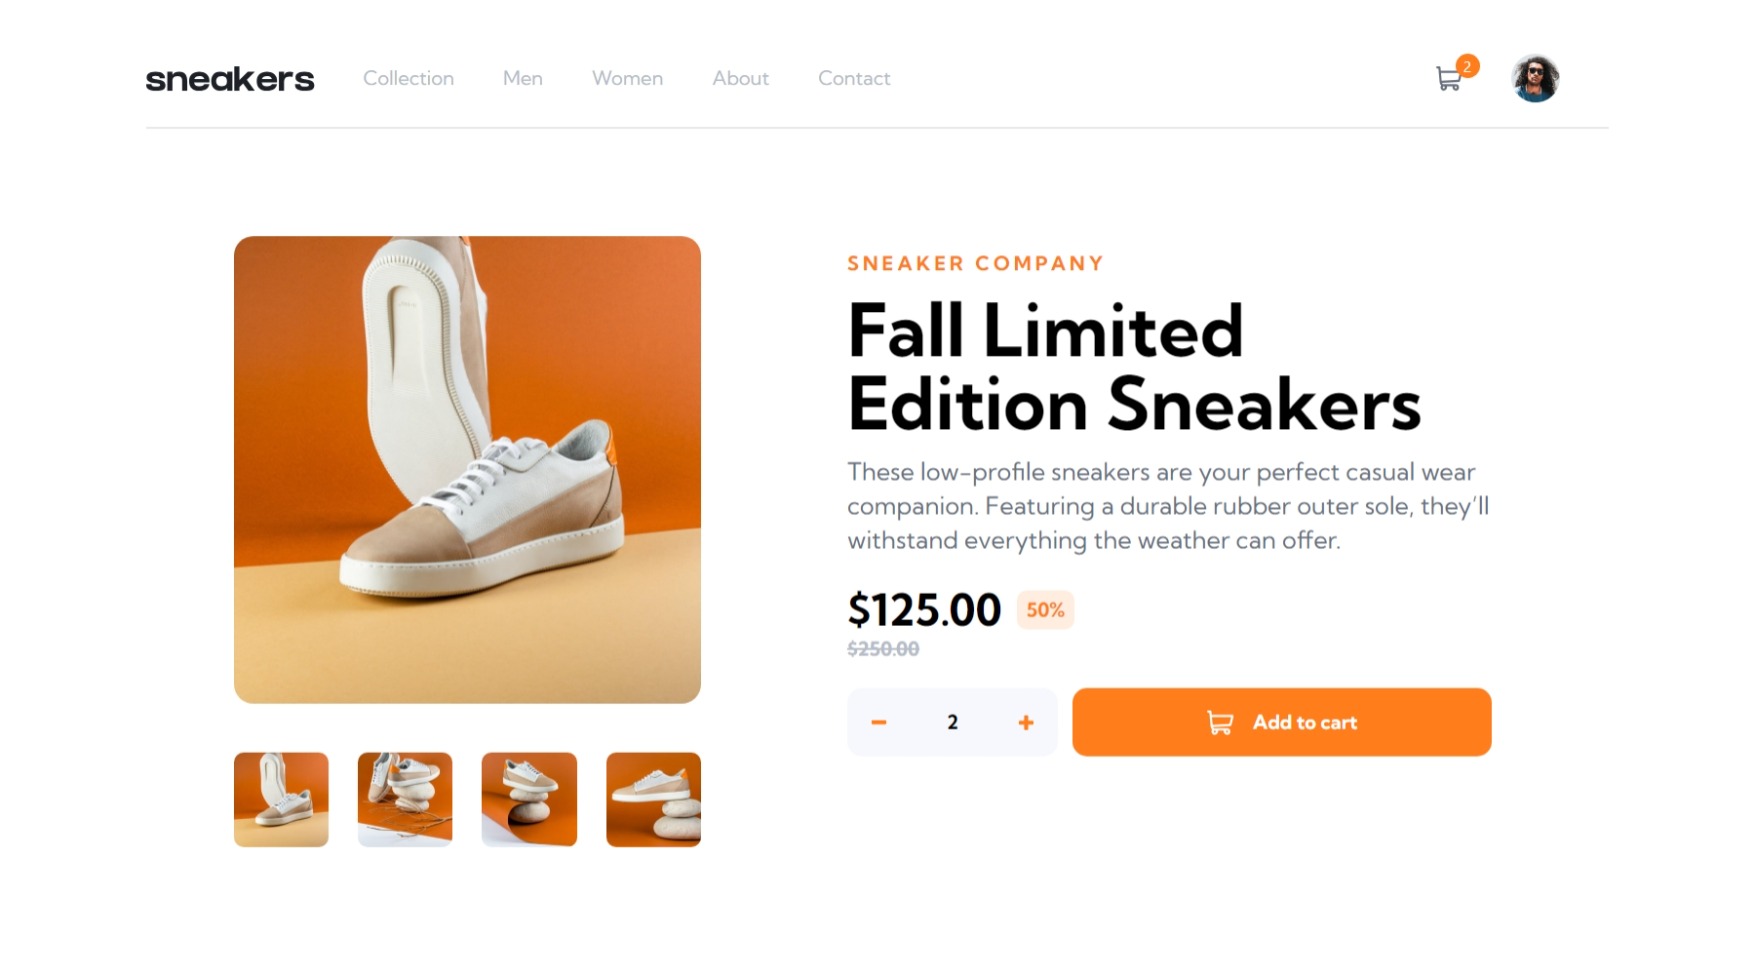 sneakers Collection Men Women About Contact 2
SNEAKER COMPANY
Fall Limited
Edition Sneakers
These low-profile sneakers are your perfect casual wear
companion. Featuring a durable rubber outer sole, they’ll
withstand everything the weather can offer.
$125.00 50%
$250.00
2 Add to cart